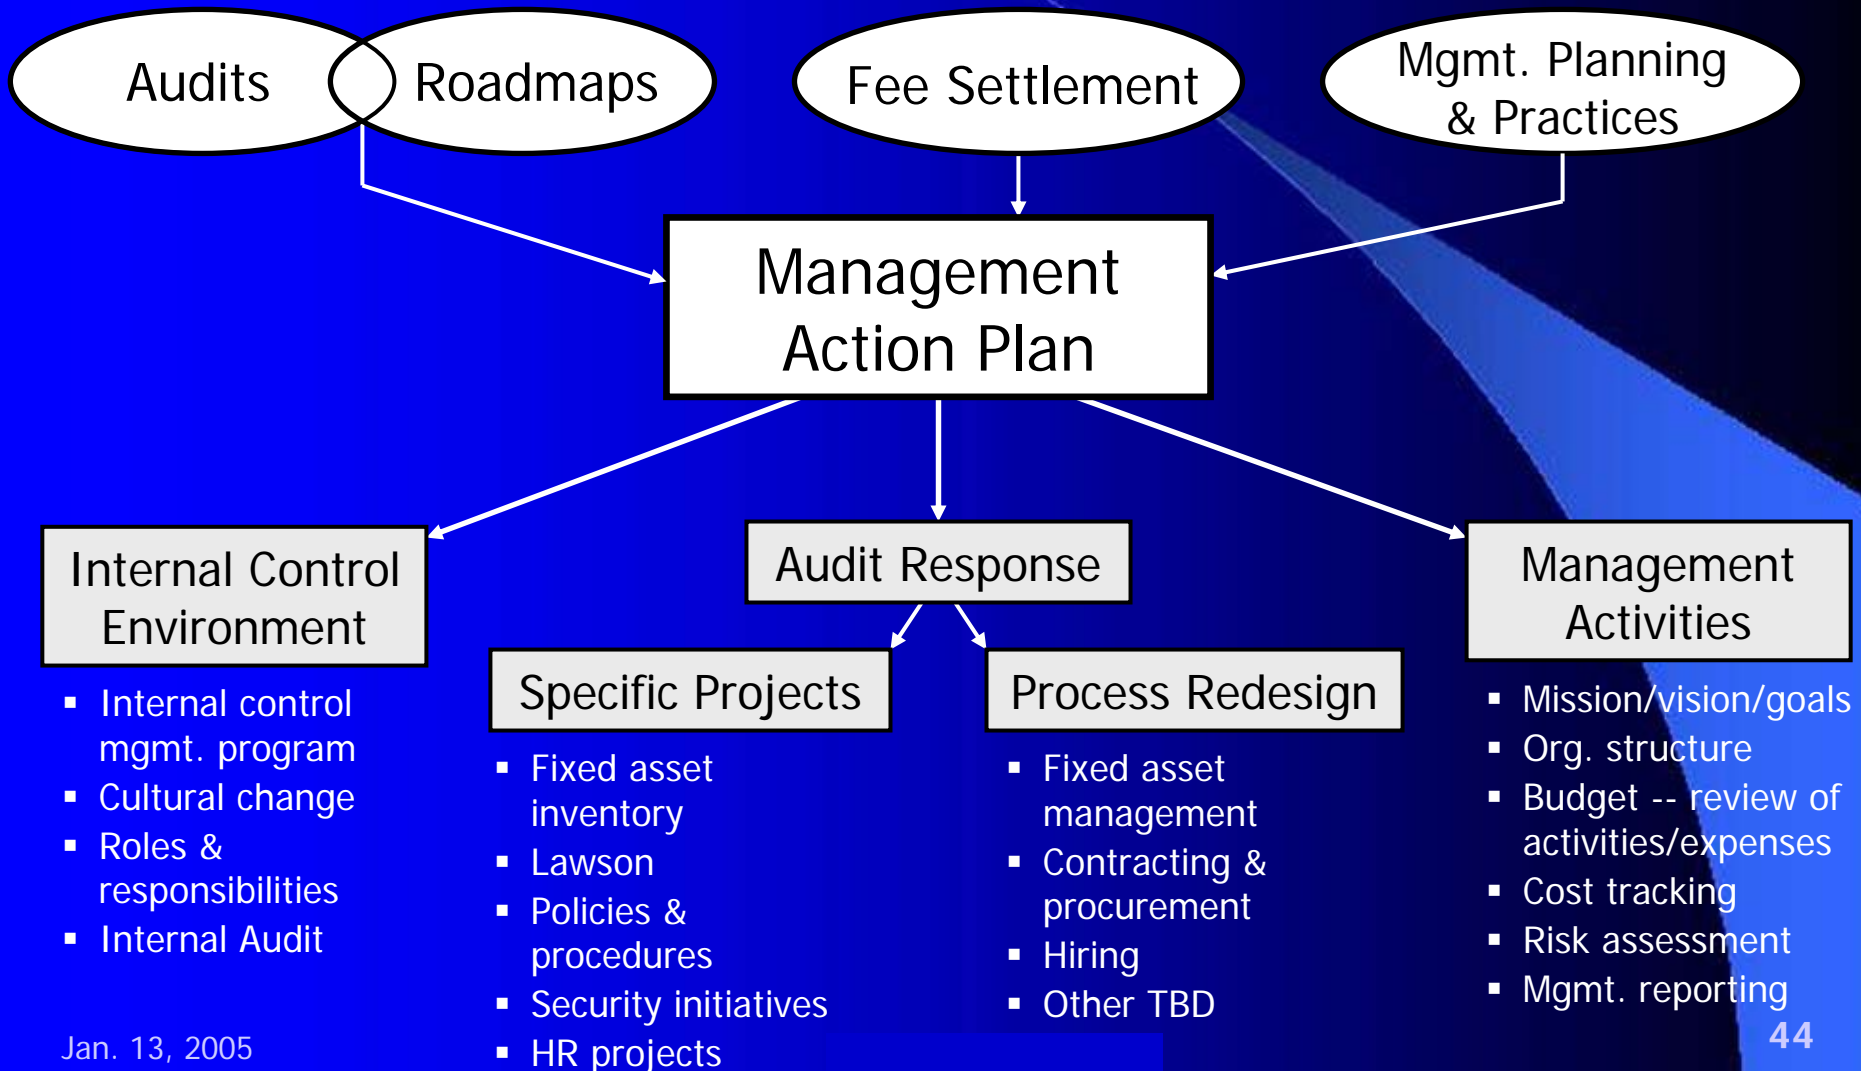 Audits
Roadmaps
Fee Settlement
Mgmt. Planning
& Practices
Management
Action Plan
Internal Control
Environment
▪ Internal control
mgmt. program
▪ Cultural change
▪ Roles &
responsibilities
▪ Internal Audit
Audit Response
Specific Projects
▪ Fixed asset
inventory
▪ Lawson
▪ Policies &
procedures
▪ Security initiatives
▪ HR projects
Process Redesign
▪ Fixed asset
management
▪ Contracting &
procurement
▪ Hiring
▪ Other TBD
Management
Activities
▪ Mission/vision/goals
▪ Org. structure
▪ Budget -- review of
activities/expenses
▪ Cost tracking
▪ Risk assessment
▪ Mgmt. reporting
Jan. 13, 2005
44